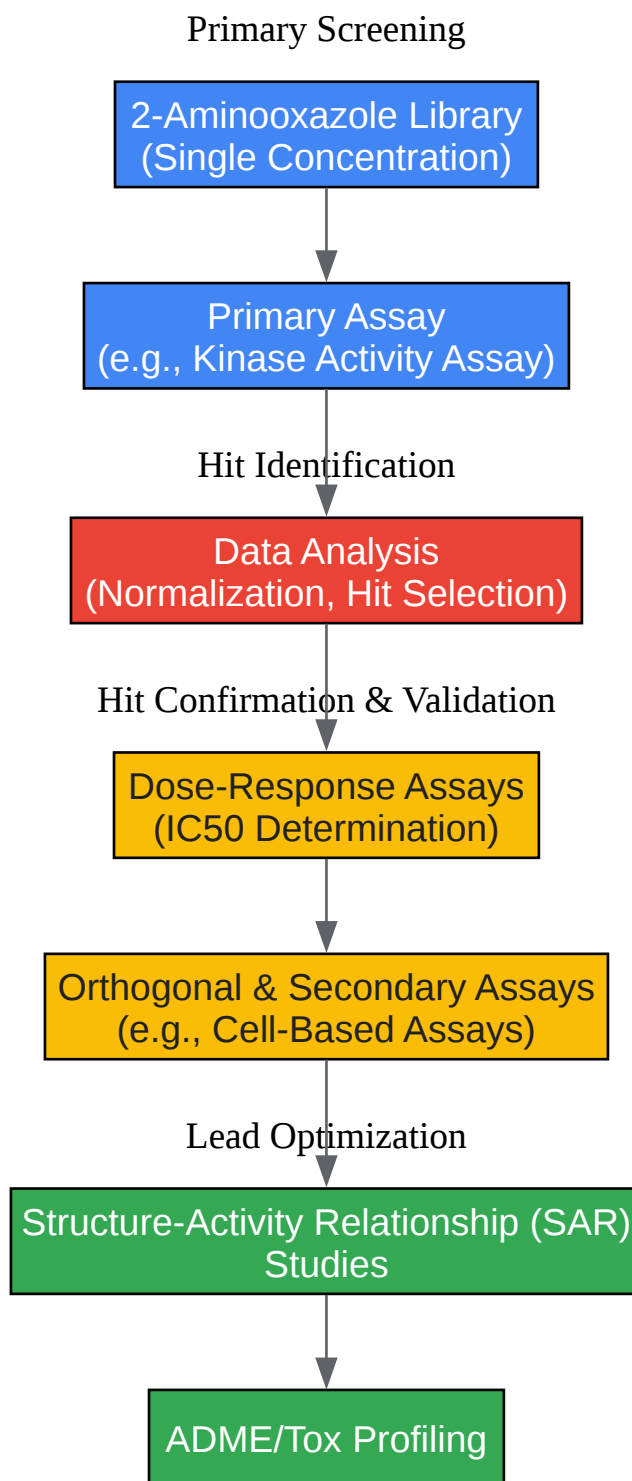 Primary Screening
2-Aminooxazole Library
(Single Concentration)
Primary Assay
(e.g., Kinase Activity Assay)
Hit Identification
Data Analysis
(Normalization, Hit Selection)
Hit Confirmation & Validation
Dose-Response Assays
(IC50 Determination)
Orthogonal & Secondary Assays
(e.g., Cell-Based Assays)
Lead Optimization
Structure-Activity Relationship (SAR)
Studies
ADME/Tox Profiling